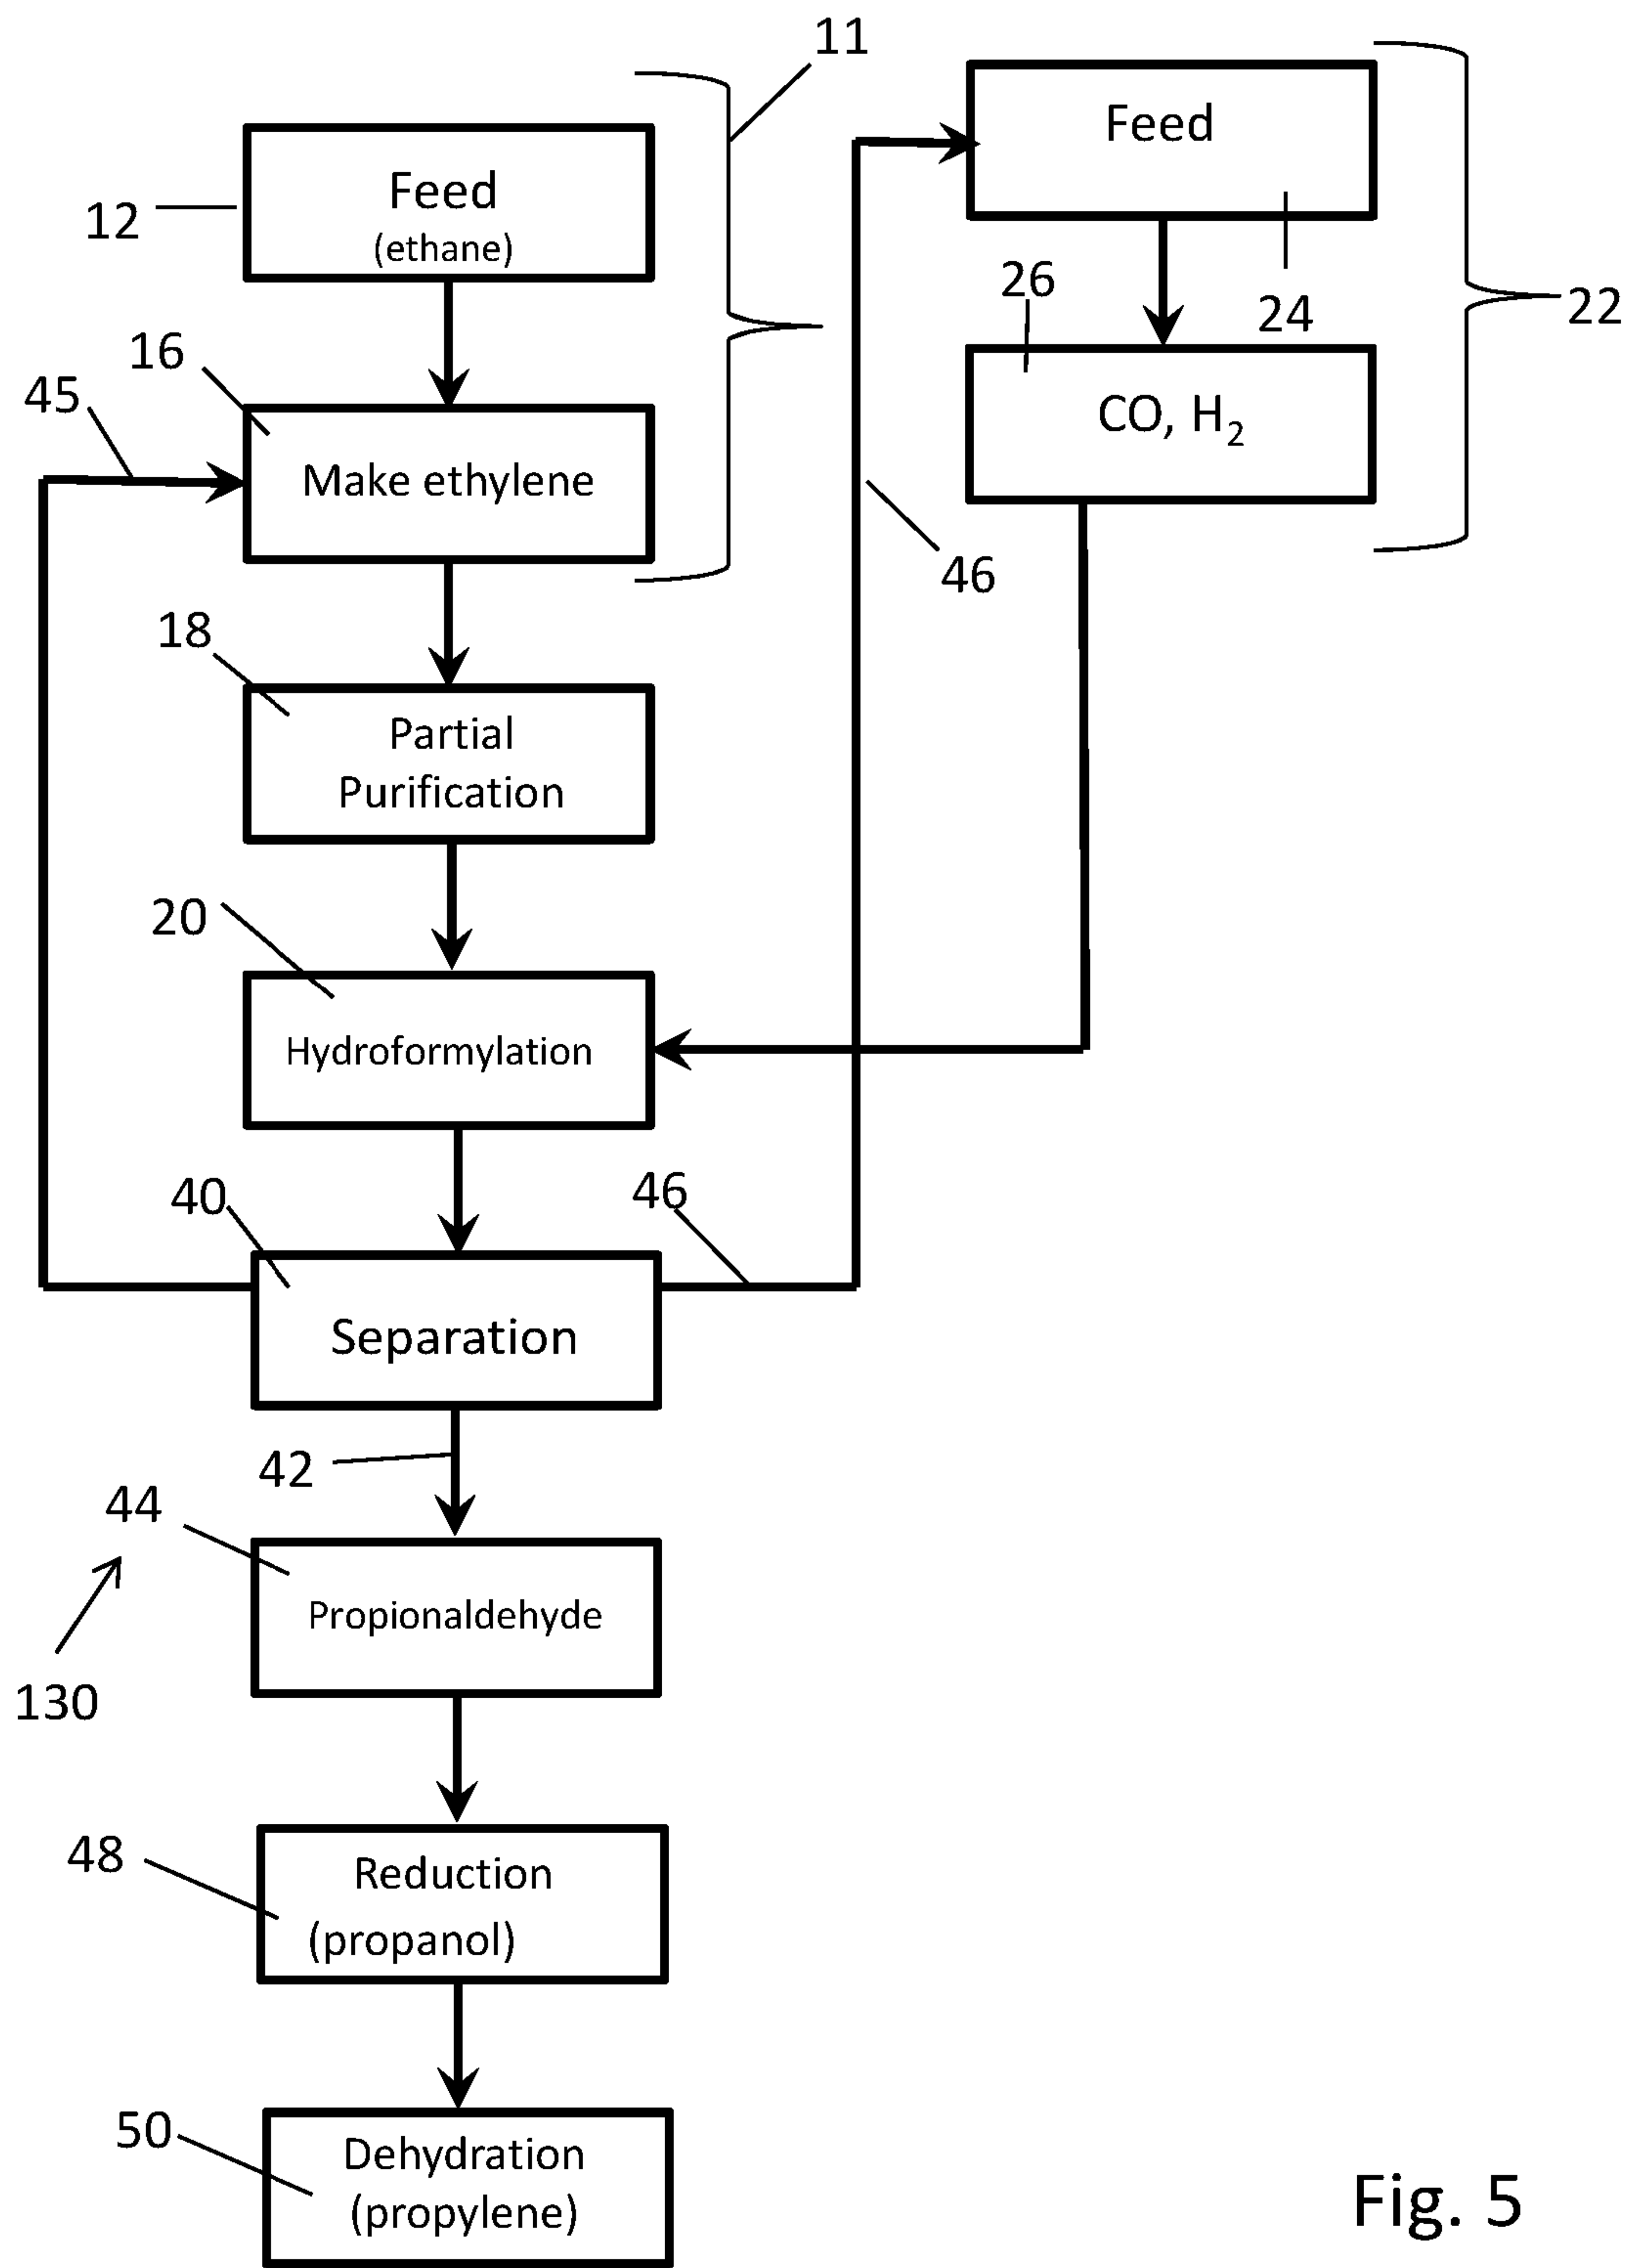 11
Feed
12
Feed
(ethane)
26
24
22
16
45
CO, H2
Make ethylene
46
18
Partial
Purification
20
Hydroformylation
40
46
Separation
42
44
Propionaldehyde
130
48
Reduction
(propanol)
50
Dehydration
(propylene)
Fig. 5